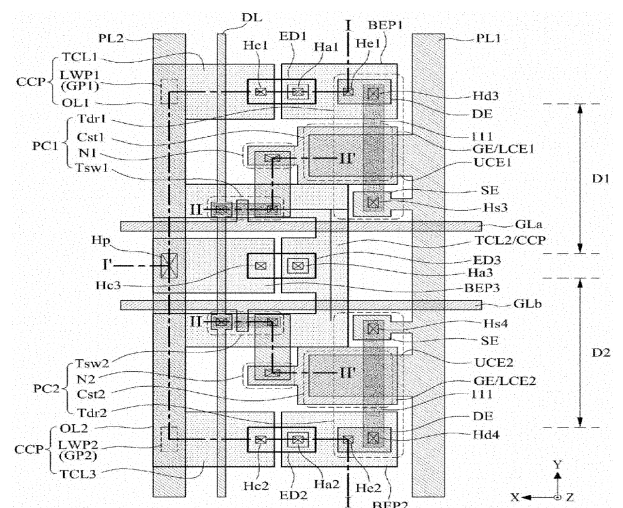 DL
PL2 ED1 I BEP1 PL1
TCL1 Hc1 Ha1 He1
CCP LWP1 (GP1)
OL1
Tdr1
Cst1
PC1 N1
Tsw1
Hd3
DE
111
GE/LCE1
UCE1
SE
Hs3
D1
II'
II
GLa
TCL2/CCP
Hp
I'
ED3
Ha3
Hc3
BEP3
GLb
II
Hs4
SE
Tsw2
UCE2
D2
PC2 N2
II'
Cst2
GE/LCE2
111
Tdr2
DE
OL2
CCP LWP2 (GP2)
Hd4
TCL3
Hc2 Ha2 He2
ED2 I BEP2
Y
X Z